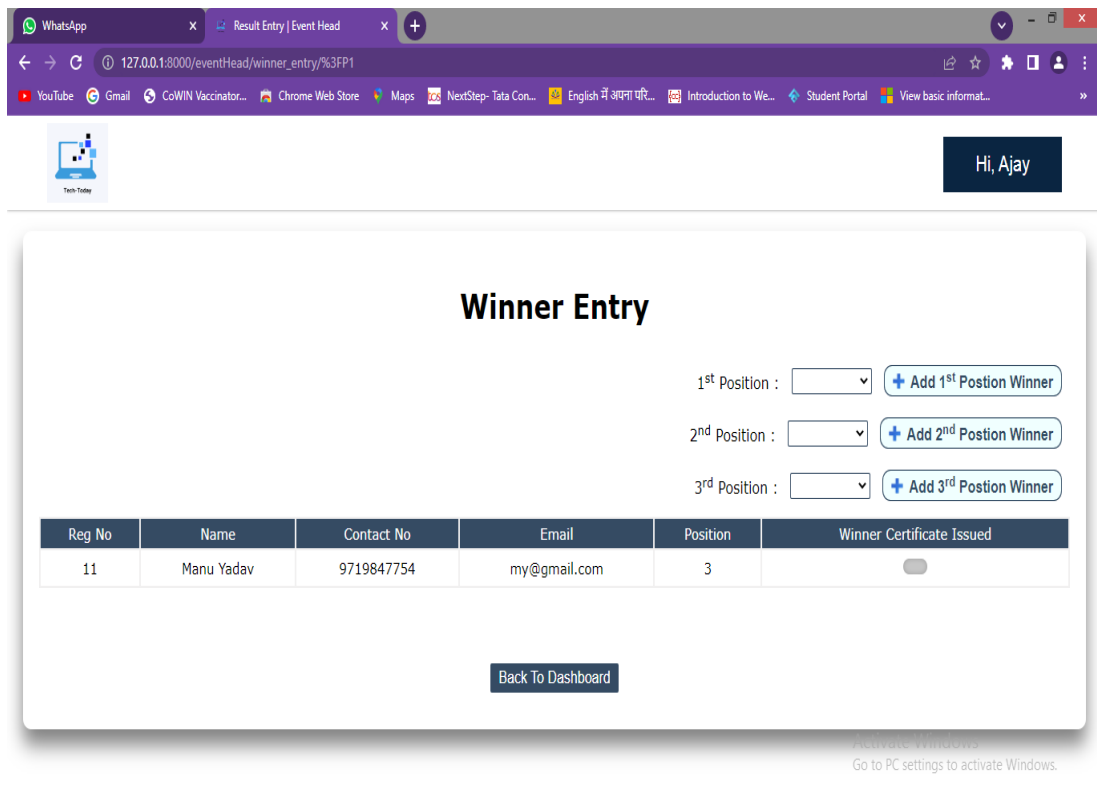 WhatsApp
Result Entry | Event Head
127.0.0.1:8000/eventHead/winner_entry/%3FP1
YouTube Gmail CoWIN Vaccinator... Chrome Web Store Maps NextStep- Tata Con... English में अपना परि... Introduction to We... Student Portal View basic informat... »
Tech-Today
Hi, Ajay
Winner Entry
1st Position : Add 1st Postion Winner
2nd Position : Add 2nd Postion Winner
3rd Position : Add 3rd Postion Winner
Reg No Name Contact No Email Position Winner Certificate Issued
11 Manu Yadav 9719847754 my@gmail.com 3
Back To Dashboard
Activate Windows
Go to PC settings to activate Windows.